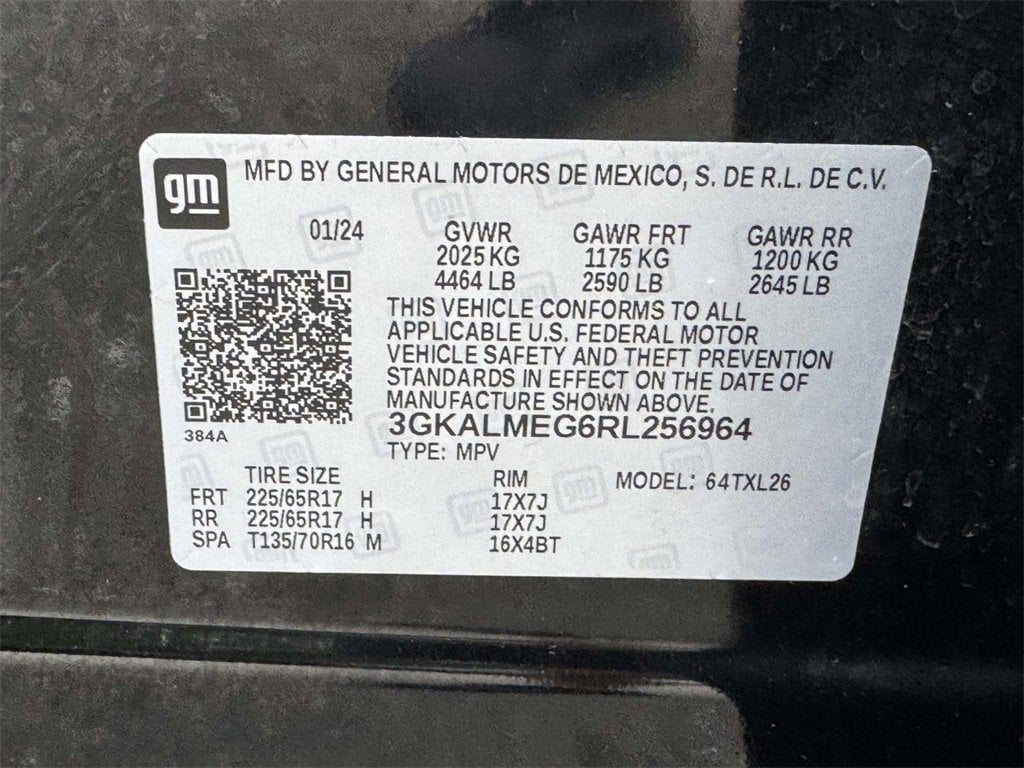 gm MFD BY GENERAL MOTORS DE MEXICO, S. DE R.L. DE C.V.
01/24 GVWR GAWR FRT GAWR RR
2025 KG 1175 KG 1200 KG
4464 LB 2590 LB 2645 LB
THIS VEHICLE CONFORMS TO ALL
APPLICABLE U.S. FEDERAL MOTOR
VEHICLE SAFETY AND THEFT PREVENTION
STANDARDS IN EFFECT ON THE DATE OF
MANUFACTURE SHOWN ABOVE.
3GKALMEG6RL256964
384A
TYPE: MPV
TIRE SIZE RIM MODEL: 64TXL26
FRT 225/65R17 H 17X7J
RR 225/65R17 H 17X7J
SPA T135/70R16 M 16X4BT